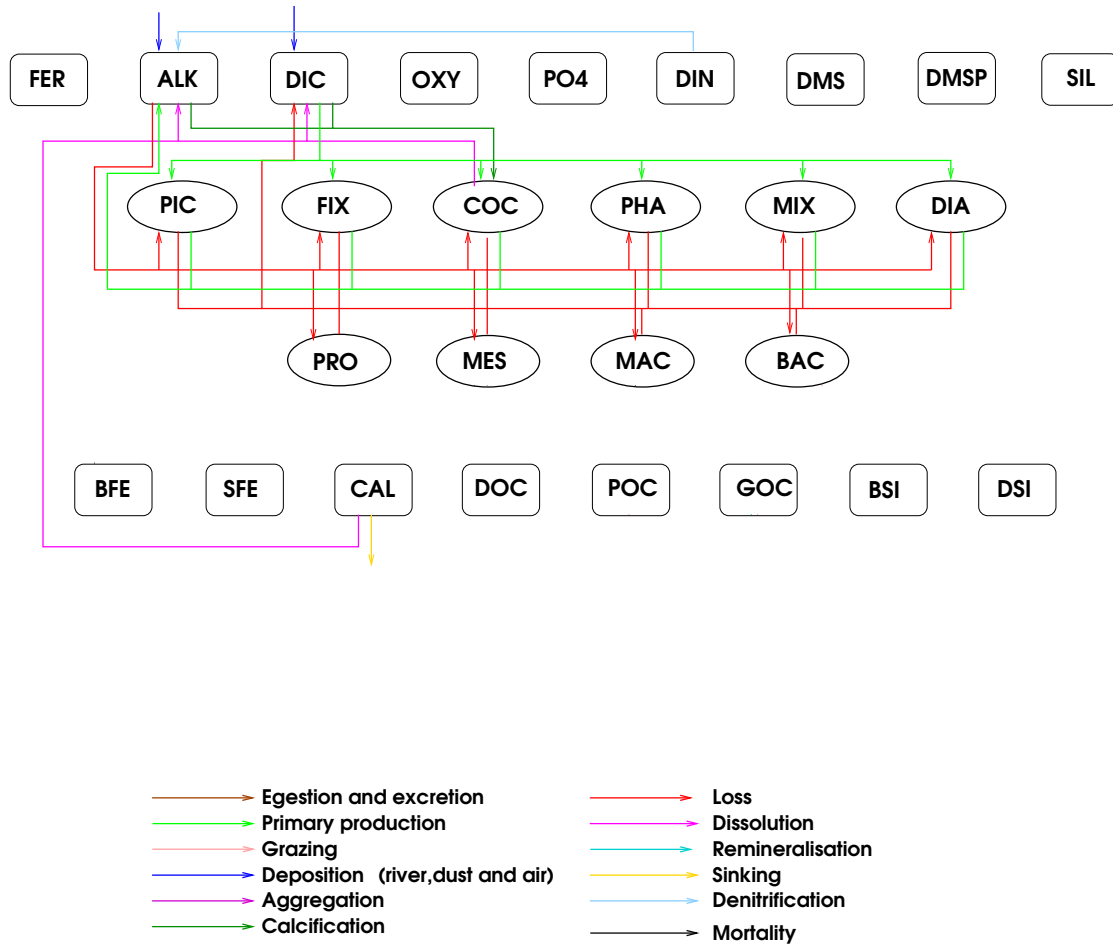 FER ALK DIC OXY PO4 DIN DMS DMSP SIL
PIC FIX COC PHA MIX DIA
PRO MES MAC BAC
BFE SFE CAL DOC POC GOC BSI DSI
Egestion and excretion
Primary production
Grazing
Deposition (river,dust and air)
Aggregation
Calcification
Loss
Dissolution
Remineralisation
Sinking
Denitrification
Mortality